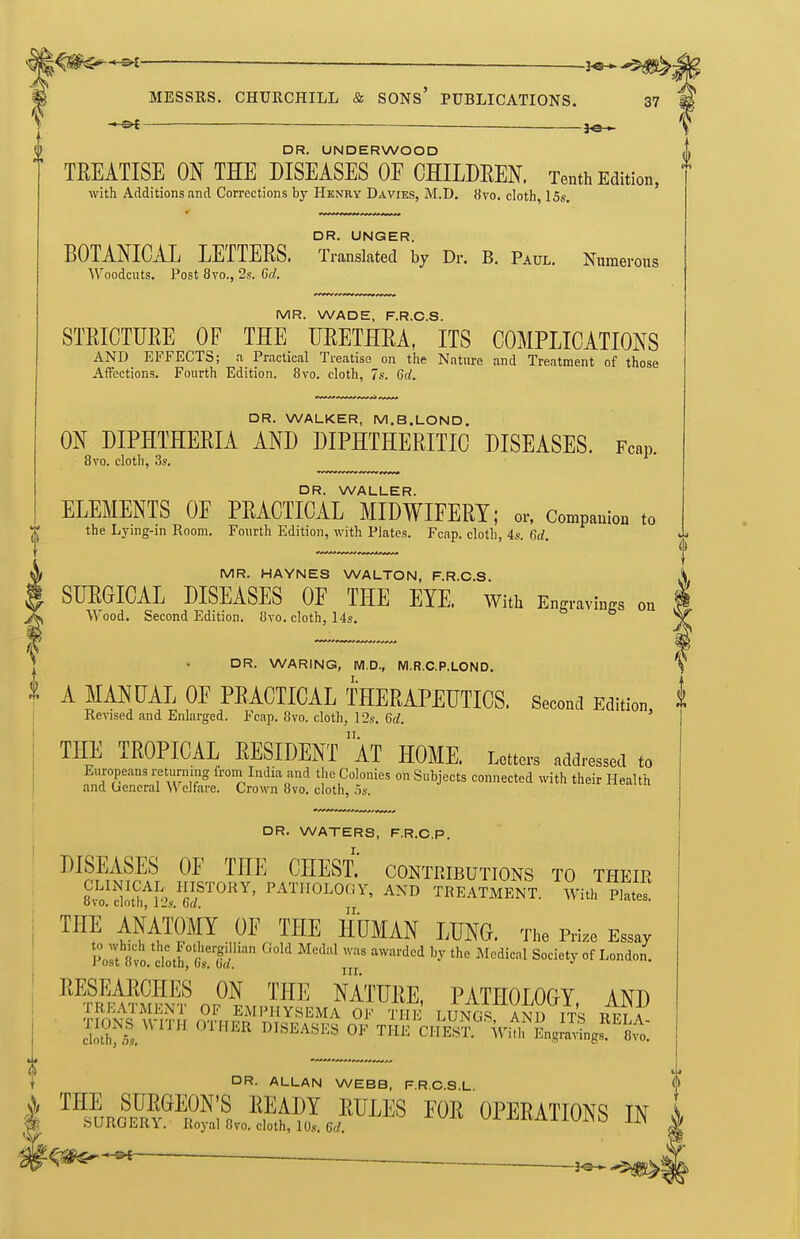 MESSRS. CHURCHILL & SONS' PUBLICATIONS. 37
DR. UNDERWOOD
TREATISE ON THE DISEASES OF CHILDREN. Tenth Edition,
with Additions and Corrections by Henry Davies, M.D. 8vo. cloth, 15s.
DR. UNGER.
BOTANICAL LETTERS. Translated by Dr. B. Paul. Numerous
Woodcuts. Post 8vo., 2s. 6d.
MR. WADE, F.R.C.S.
STRICTURE OF THE URETHRA, ITS COMPLICATIONS
AND EFFECTS; a Practical Treatise on the Nature and Treatment of those
Affections. Fourth Edition. 8vo. cloth, 7s. 6d.
DR. WALKER, M.B.LOND.
ON DIPHTHERIA AND DIPHTHERITIC DISEASES. Fcap.
8vo. cloth, 3s.
DR. WALLER.
ELEMENTS OF PRACTICAL MIDWIFERY; or, Companion to
the Lying-in Room. Fourth Edition, with Plates. Fcap. cloth, 4s. 6d.
MR. HAYNES WALTON, F.R.C.S.
SURGICAL DISEASES OF THE EYE. With Engravings on
Wood. Second Edition. 8vo. cloth, 14s.
DR. WARING, M.D., M.R.C.P.LOND.
I.
A MANUAL OF PRACTICAL THERAPEUTICS. Second Edition,
Revised and Enlarged. Fcap. 8vo. cloth, 12s. 6d.
II.
THE TROPICAL RESIDENT AT HOME. Letters addressed to
Europeans returning from India and the Colonies on Subjects connected with their Health
and General Welfare. Crown 8vo. cloth, 5s.
DR. WATERS, F.R.C.P.
I.
DISEASES OF THE CHEST. CONTRIBUTIONS TO THEIR
CLINICAL HISTORY, PATHOLOGY, AND TREATMENT. With Plates.
8vo. cloth, 12s. 6d.
II.
THE ANATOMY OF THE HUMAN LUNG. The Prize Essay
to which the Fothergillian Gold Medal was awarded by the Medical Society of London.
Post 8vo. cloth, 6s. 6d.
III.
RESEARCHES ON THE NATURE, PATHOLOGY, AND
TREATMENT OF EMPHYSEMA OF THE LUNGS, AND ITS RELA-
TIONS WITH OTHER DISEASES OF THE CHEST. With Engravings. 8vo.
cloth, 5s.
DR. ALLAN WEBB, F.R.C.S.L.
THE SURGEON'S READY RULES FOR OPERATIONS IN
SURGERY. Royal 8vo. cloth, 10s. 6d.